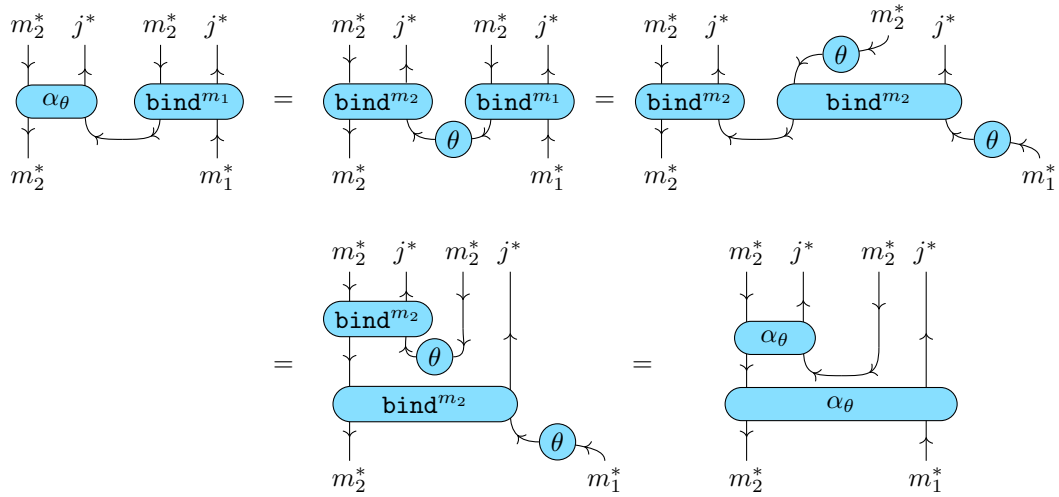 m₂* j* m₂* j* m₂* j* m₂* j* m₂* j* m₂* j*
θ
α_θ bind^{m₁} = bind^{m₂} bind^{m₁} = bind^{m₂} bind^{m₂}
θ θ
m₂* m₁* m₂* m₁* m₂* m₁*
m₂* j* m₂* j* m₂* j* m₂* j*
bind^{m₂} α_θ
= θ =
bind^{m₂} α_θ
θ
m₂* m₁* m₂* m₁*